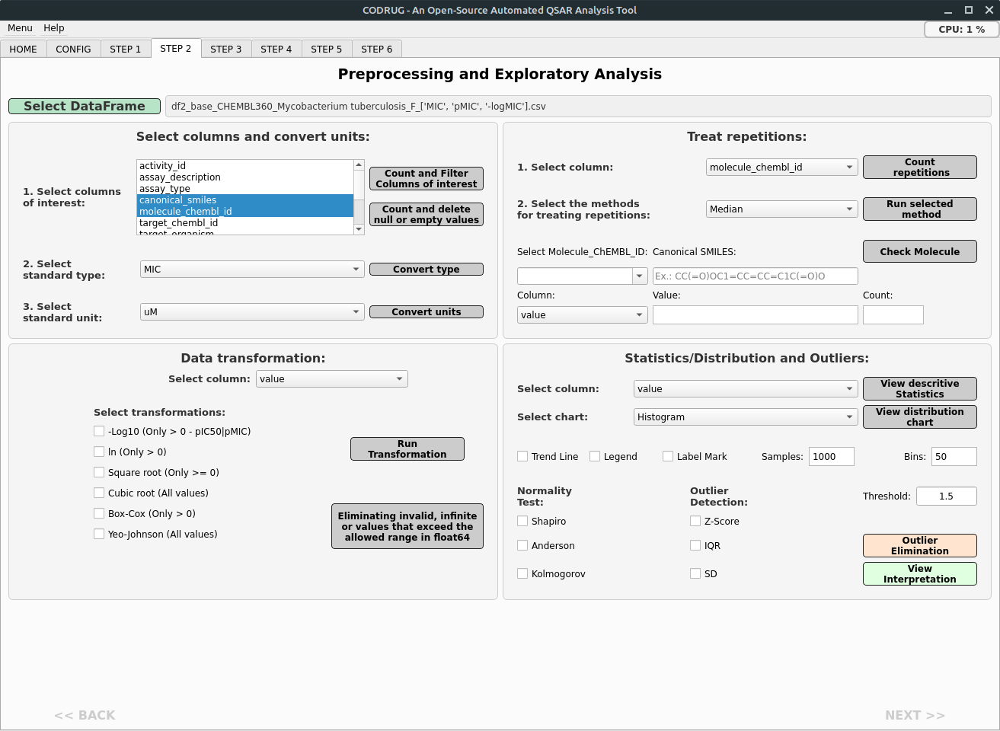 CODRUG - An Open-Source Automated QSAR Analysis Tool
Menu Help
CPU: 1 %
HOME CONFIG STEP 1 STEP 2 STEP 3 STEP 4 STEP 5 STEP 6
Preprocessing and Exploratory Analysis
Select DataFrame
df2_base_CHEMBL360_Mycobacterium tuberculosis_F_['MIC', 'pMIC', '-logMIC'].csv
Select columns and convert units:
1. Select columns
of interest:
activity_id
assay_description
assay_type
canonical_smiles
molecule_chembl_id
target_chembl_id
target_organism
Count and Filter
Columns of interest
Count and delete
null or empty values
2. Select
standard type:
MIC
Convert type
3. Select
standard unit:
uM
Convert units
Treat repetitions:
1. Select column:
molecule_chembl_id
Count
repetitions
2. Select the methods
for treating repetitions:
Median
Run selected
method
Select Molecule_ChEMBL_ID: Canonical SMILES:
Check Molecule
Ex.: CC(=O)OC1=CC=CC=C1C(=O)O
Column: Value: Count:
value
Data transformation:
Select column: value
Select transformations:
-Log10 (Only > 0 - pIC50|pMIC)
ln (Only > 0)
Square root (Only >= 0)
Cubic root (All values)
Box-Cox (Only > 0)
Yeo-Johnson (All values)
Run
Transformation
Eliminating invalid, infinite
or values that exceed the
allowed range in float64
Statistics/Distribution and Outliers:
Select column: value
View descritive
Statistics
Select chart: Histogram
View distribution
chart
Trend Line Legend Label Mark Samples: 1000 Bins: 50
Normality
Test:
Shapiro
Anderson
Kolmogorov
Outlier
Detection:
Z-Score
IQR
SD
Threshold: 1.5
Outlier
Elimination
View
Interpretation
<< BACK
NEXT >>